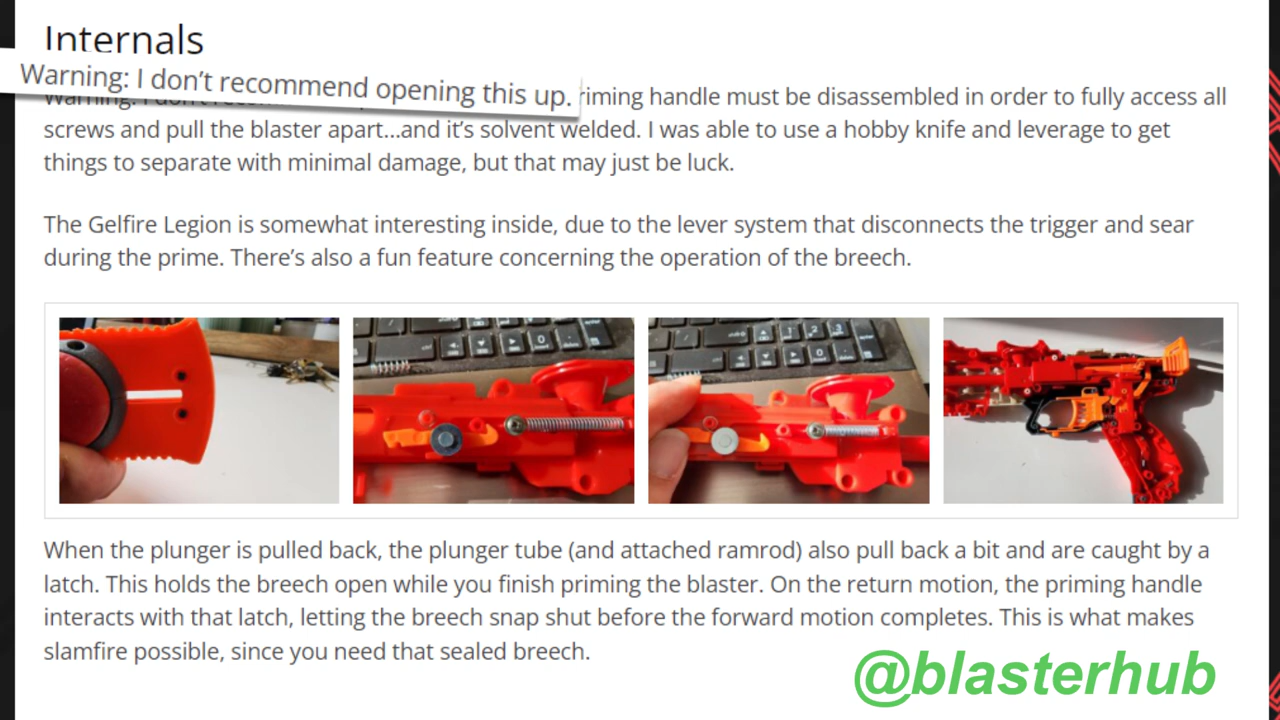 Internals
Warning: I don’t recommend opening this up.
riming handle must be disassembled in order to fully access all
screws and pull the blaster apart...and it’s solvent welded. I was able to use a hobby knife and leverage to get
things to separate with minimal damage, but that may just be luck.
The Gelfire Legion is somewhat interesting inside, due to the lever system that disconnects the trigger and sear
during the prime. There’s also a fun feature concerning the operation of the breech.
When the plunger is pulled back, the plunger tube (and attached ramrod) also pull back a bit and are caught by a
latch. This holds the breech open while you finish priming the blaster. On the return motion, the priming handle
interacts with that latch, letting the breech snap shut before the forward motion completes. This is what makes
slamfire possible, since you need that sealed breech.
@blasterhub